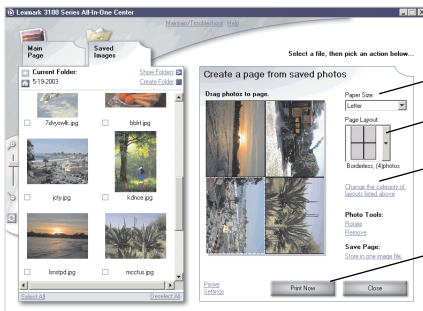 Lexmark 3100 Series All-In-One Center
Maintain/Troubleshoot Help
Main
Page
Saved
Images
Select a file, then pick an action below...
Current Folder:
Show Folders
5-19-2003
Create Folder
7dvyswlk.jpg
bblrt.jpg
jcty.jpg
kdnce.jpg
lmstpd.jpg
mcctus.jpg
Select All
Deselect All
Create a page from saved photos
Drag photos to page.
Paper Size:
Letter
Page Layout:
Borderless, (4)photos
Change the category of
layouts listed above
Photo Tools:
Rotate
Remove
Save Page:
Store in one image file.
Printer
Settings
Print Now
Close